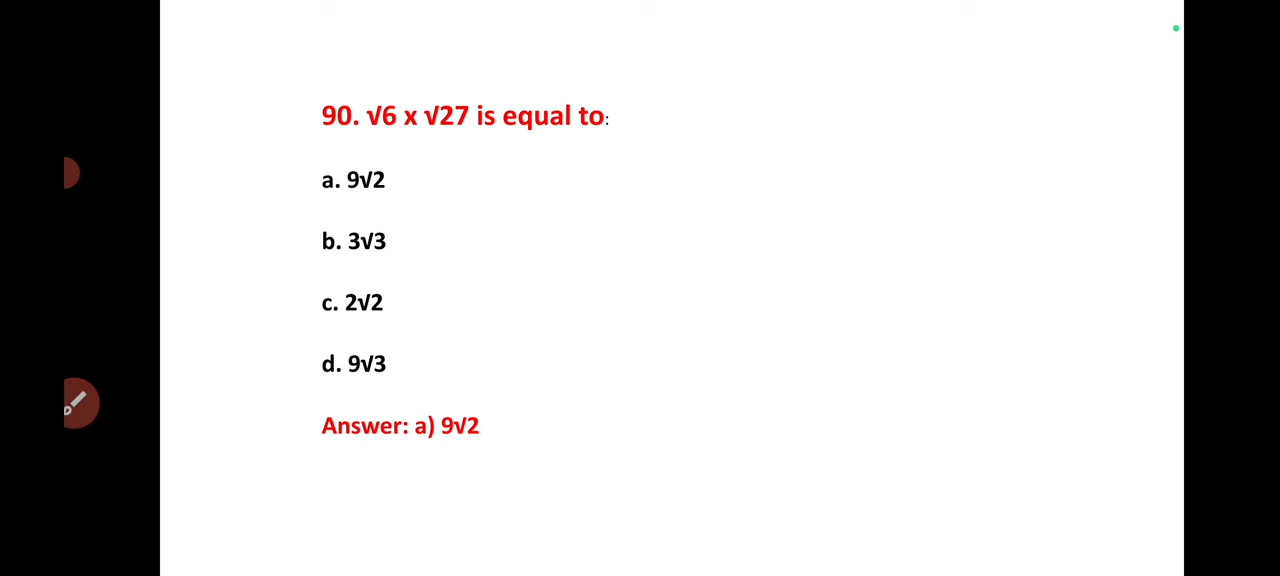 90. √6 x √27 is equal to:
a. 9√2
b. 3√3
c. 2√2
d. 9√3
Answer: a) 9√2